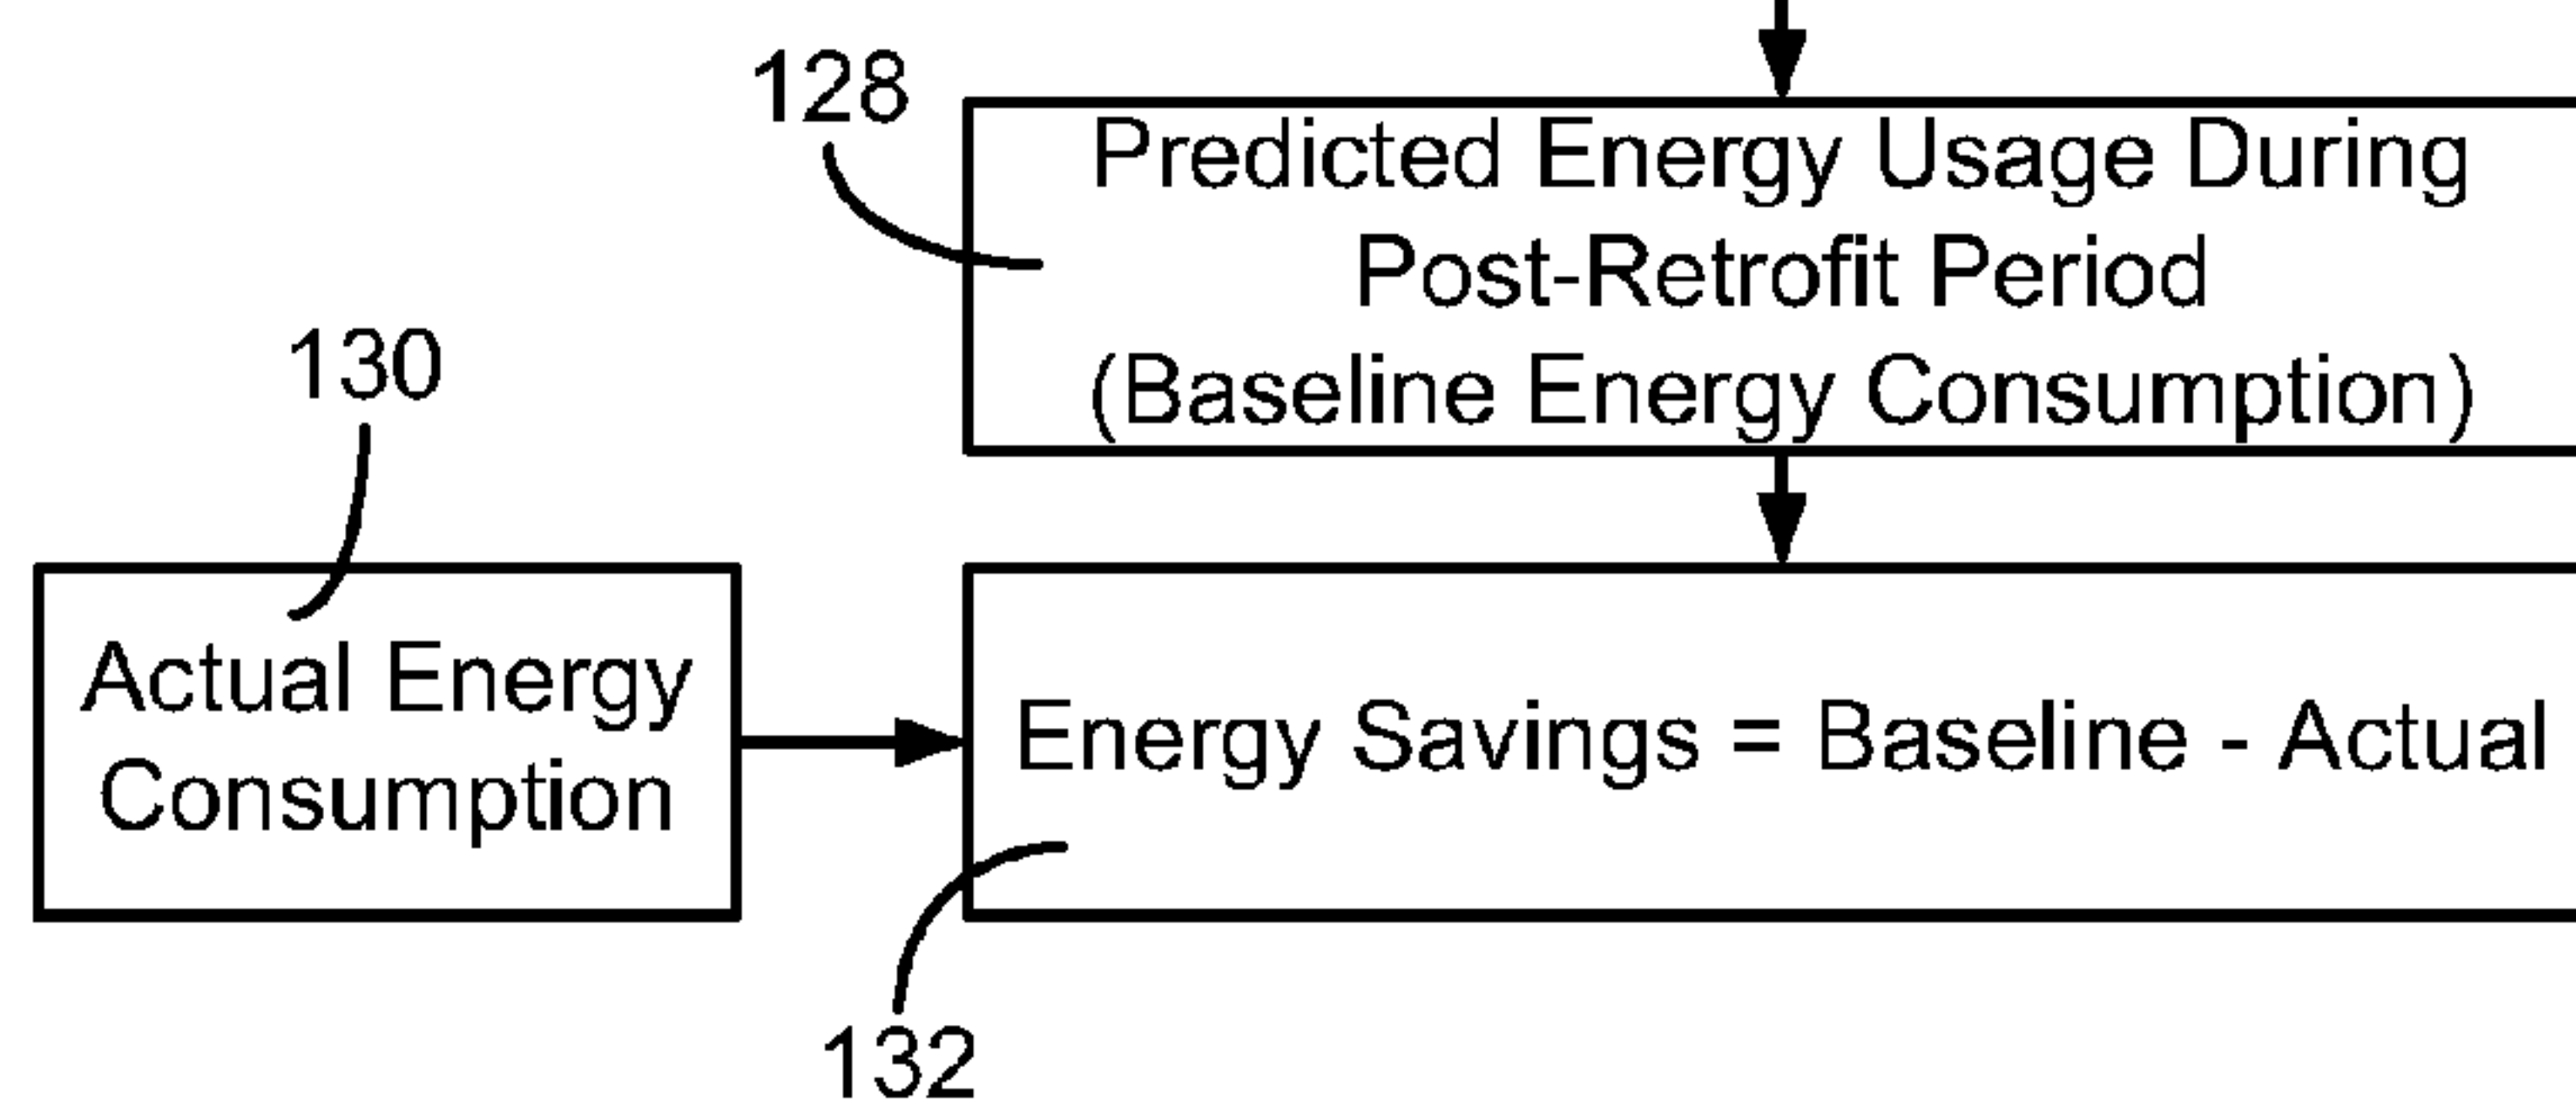 128
Predicted Energy Usage During
Post-Retrofit Period
(Baseline Energy Consumption)
130
Actual Energy
Consumption
Energy Savings = Baseline - Actual
132